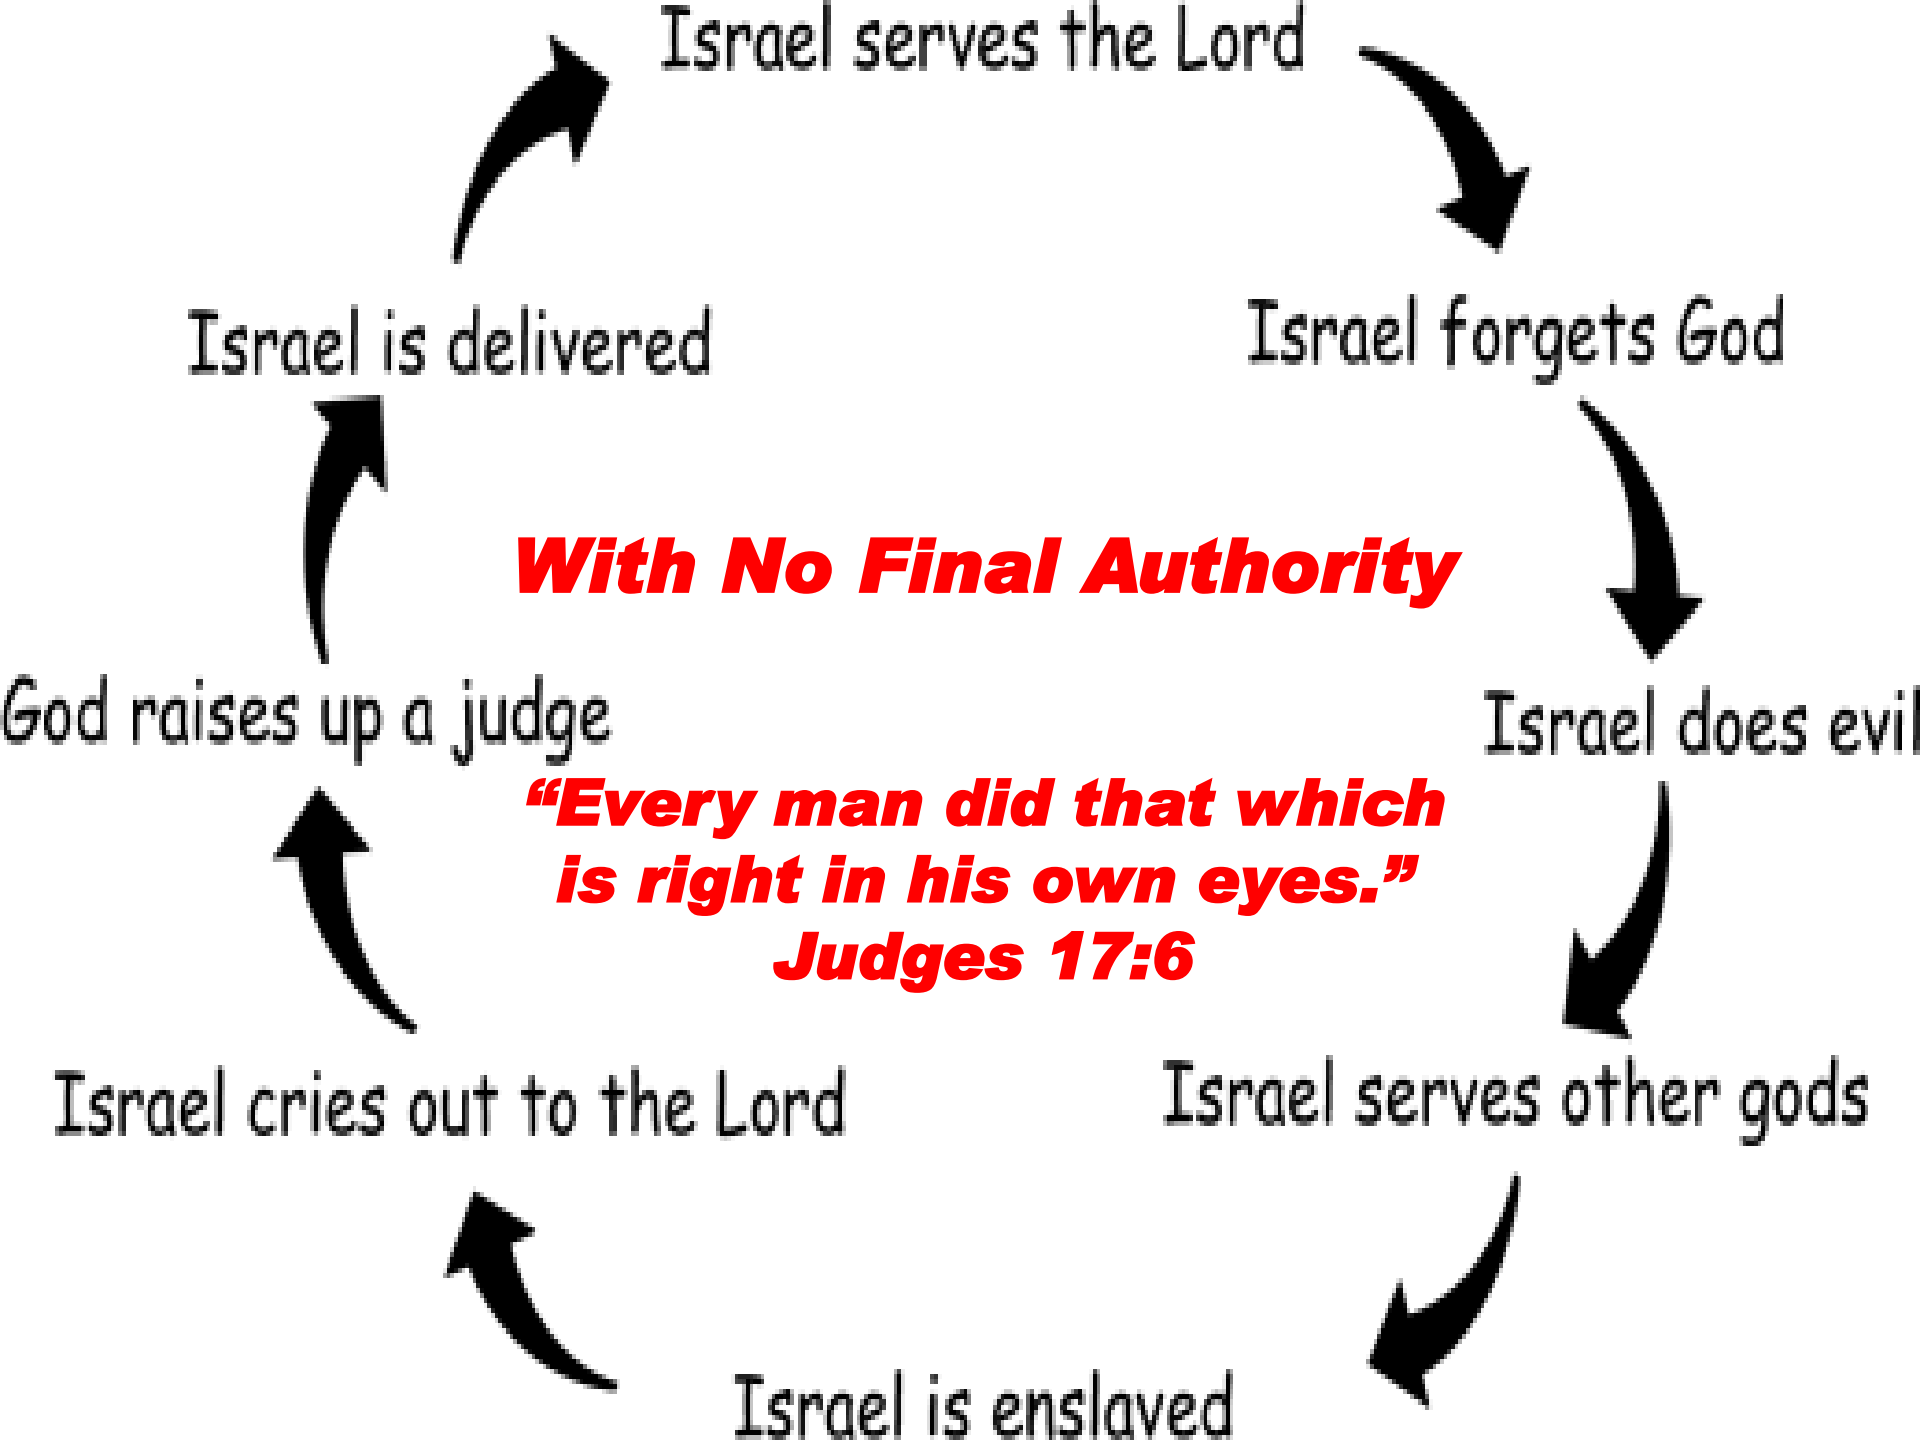 Israel serves the Lord
Israel is delivered
Israel forgets God
With No Final Authority
God raises up a judge
Israel does evil
“Every man did that which
is right in his own eyes.”
Judges 17:6
Israel cries out to the Lord
Israel serves other gods
Israel is enslaved